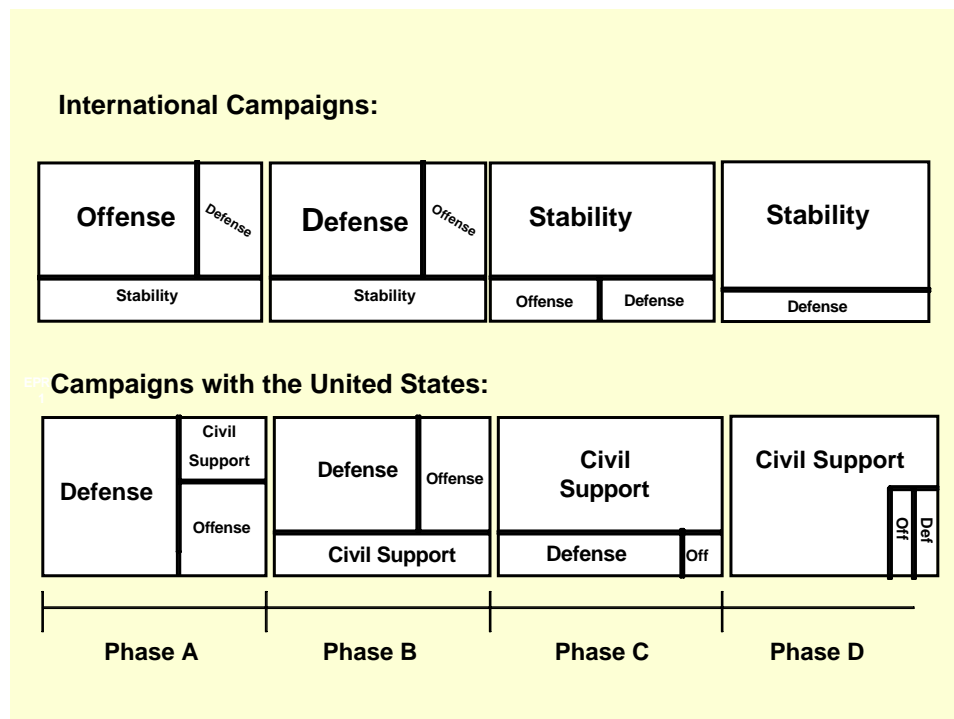 International Campaigns:
Offense
Defense
Stability
Defense
Offense
Stability
Stability
Offense
Defense
Stability
Defense
Campaigns with the United States:
Defense
Civil
Support
Offense
Defense
Offense
Civil Support
Civil
Support
Defense
Off
Civil Support
Off
Def
Phase A
Phase B
Phase C
Phase D